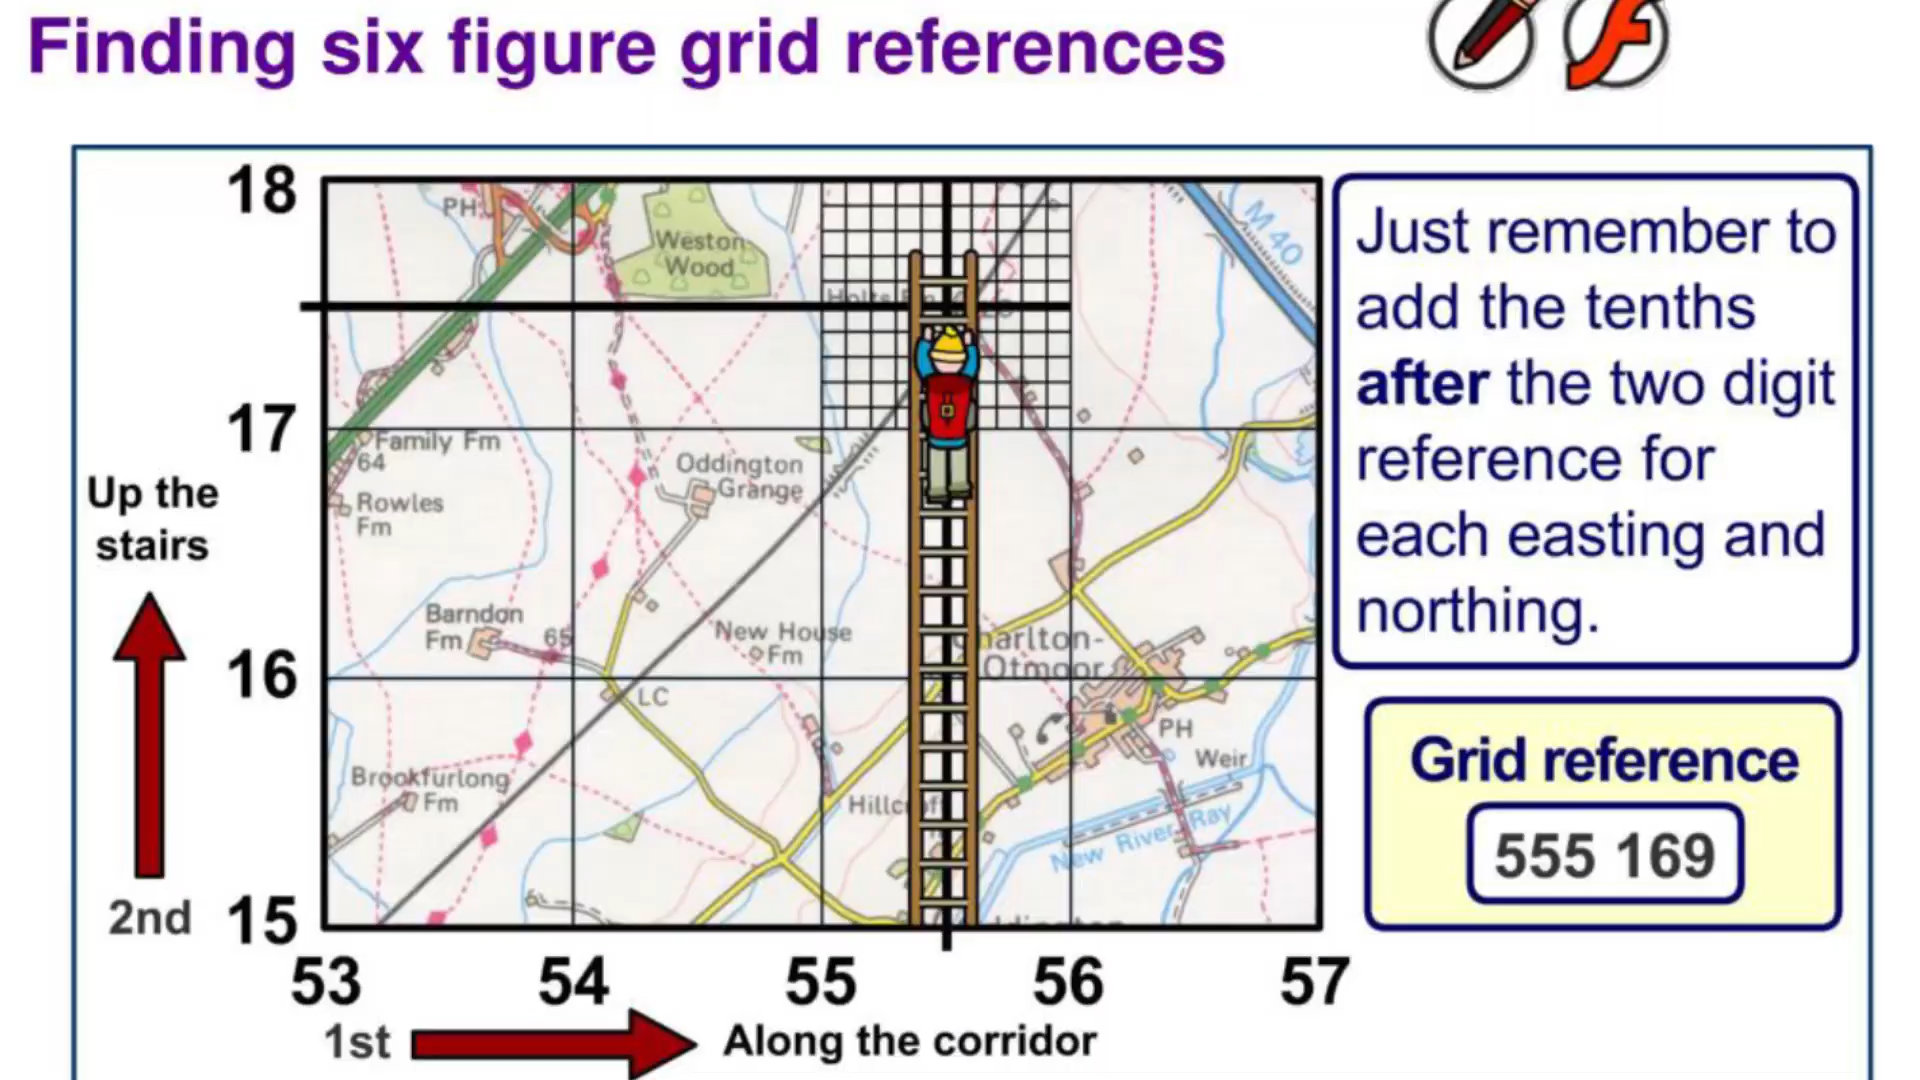 Finding six figure grid references
18
17
16
15
Up the
stairs
2nd
53
54
55
56
57
1st
Along the corridor
PH
Weston
Wood
M 40
Family Fm
64
Rowles
Fm
Oddington
Grange
Barndon
Fm
65
New House
Fm
LC
Otmoor
PH
Weir
Brookfurlong
Fm
New River Ray
Just remember to
add the tenths
after the two digit
reference for
each easting and
northing.
Grid reference
555 169